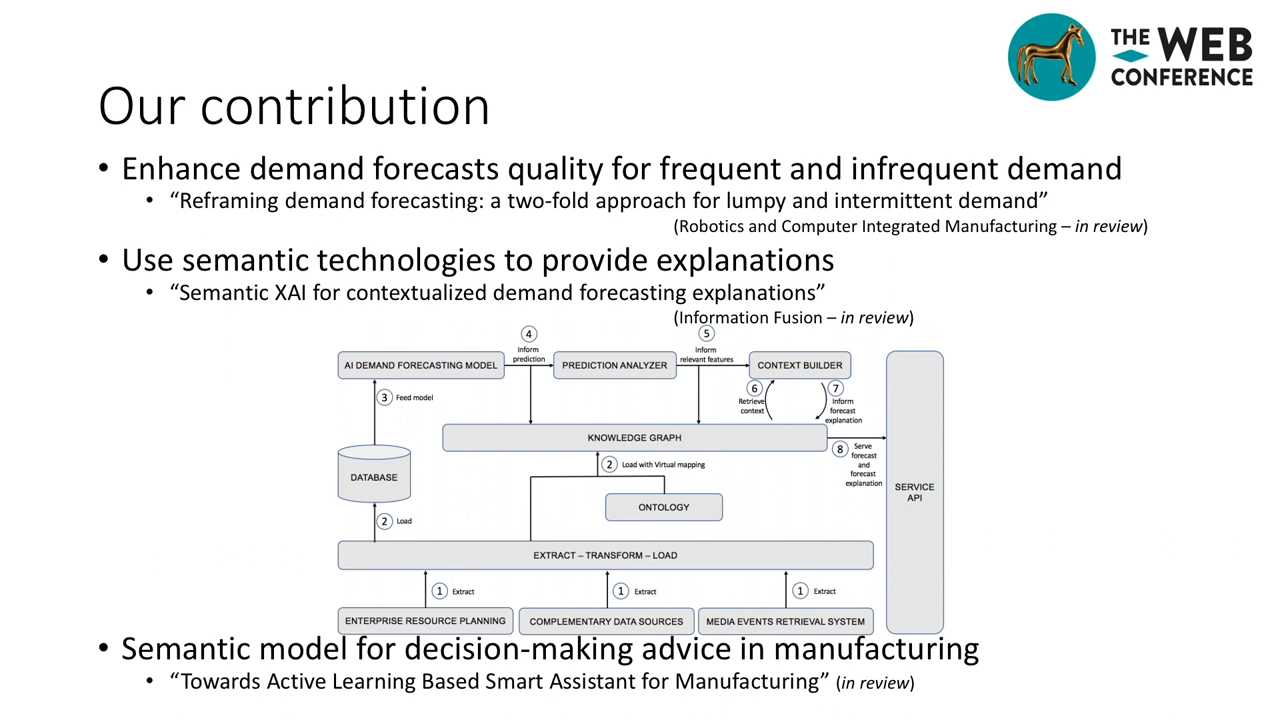 THE WEB
CONFERENCE
Our contribution
• Enhance demand forecasts quality for frequent and infrequent demand
• “Reframing demand forecasting: a two-fold approach for lumpy and intermittent demand”
(Robotics and Computer Integrated Manufacturing – in review)
• Use semantic technologies to provide explanations
• “Semantic XAI for contextualized demand forecasting explanations”
(Information Fusion – in review)
4
Inform
prediction
5
Inform
relevant features
AI DEMAND FORECASTING MODEL
PREDICTION ANALYZER
CONTEXT BUILDER
3 Feed model
6
Retrieve
context
7
Inform
forecast
explanation
KNOWLEDGE GRAPH
8
Serve
forecast
and
forecast
explanation
2 Load with Virtual mapping
DATABASE
SERVICE
API
ONTOLOGY
2 Load
EXTRACT – TRANSFORM – LOAD
1 Extract
1 Extract
1 Extract
ENTERPRISE RESOURCE PLANNING
COMPLEMENTARY DATA SOURCES
MEDIA EVENTS RETRIEVAL SYSTEM
• Semantic model for decision-making advice in manufacturing
• “Towards Active Learning Based Smart Assistant for Manufacturing” (in review)